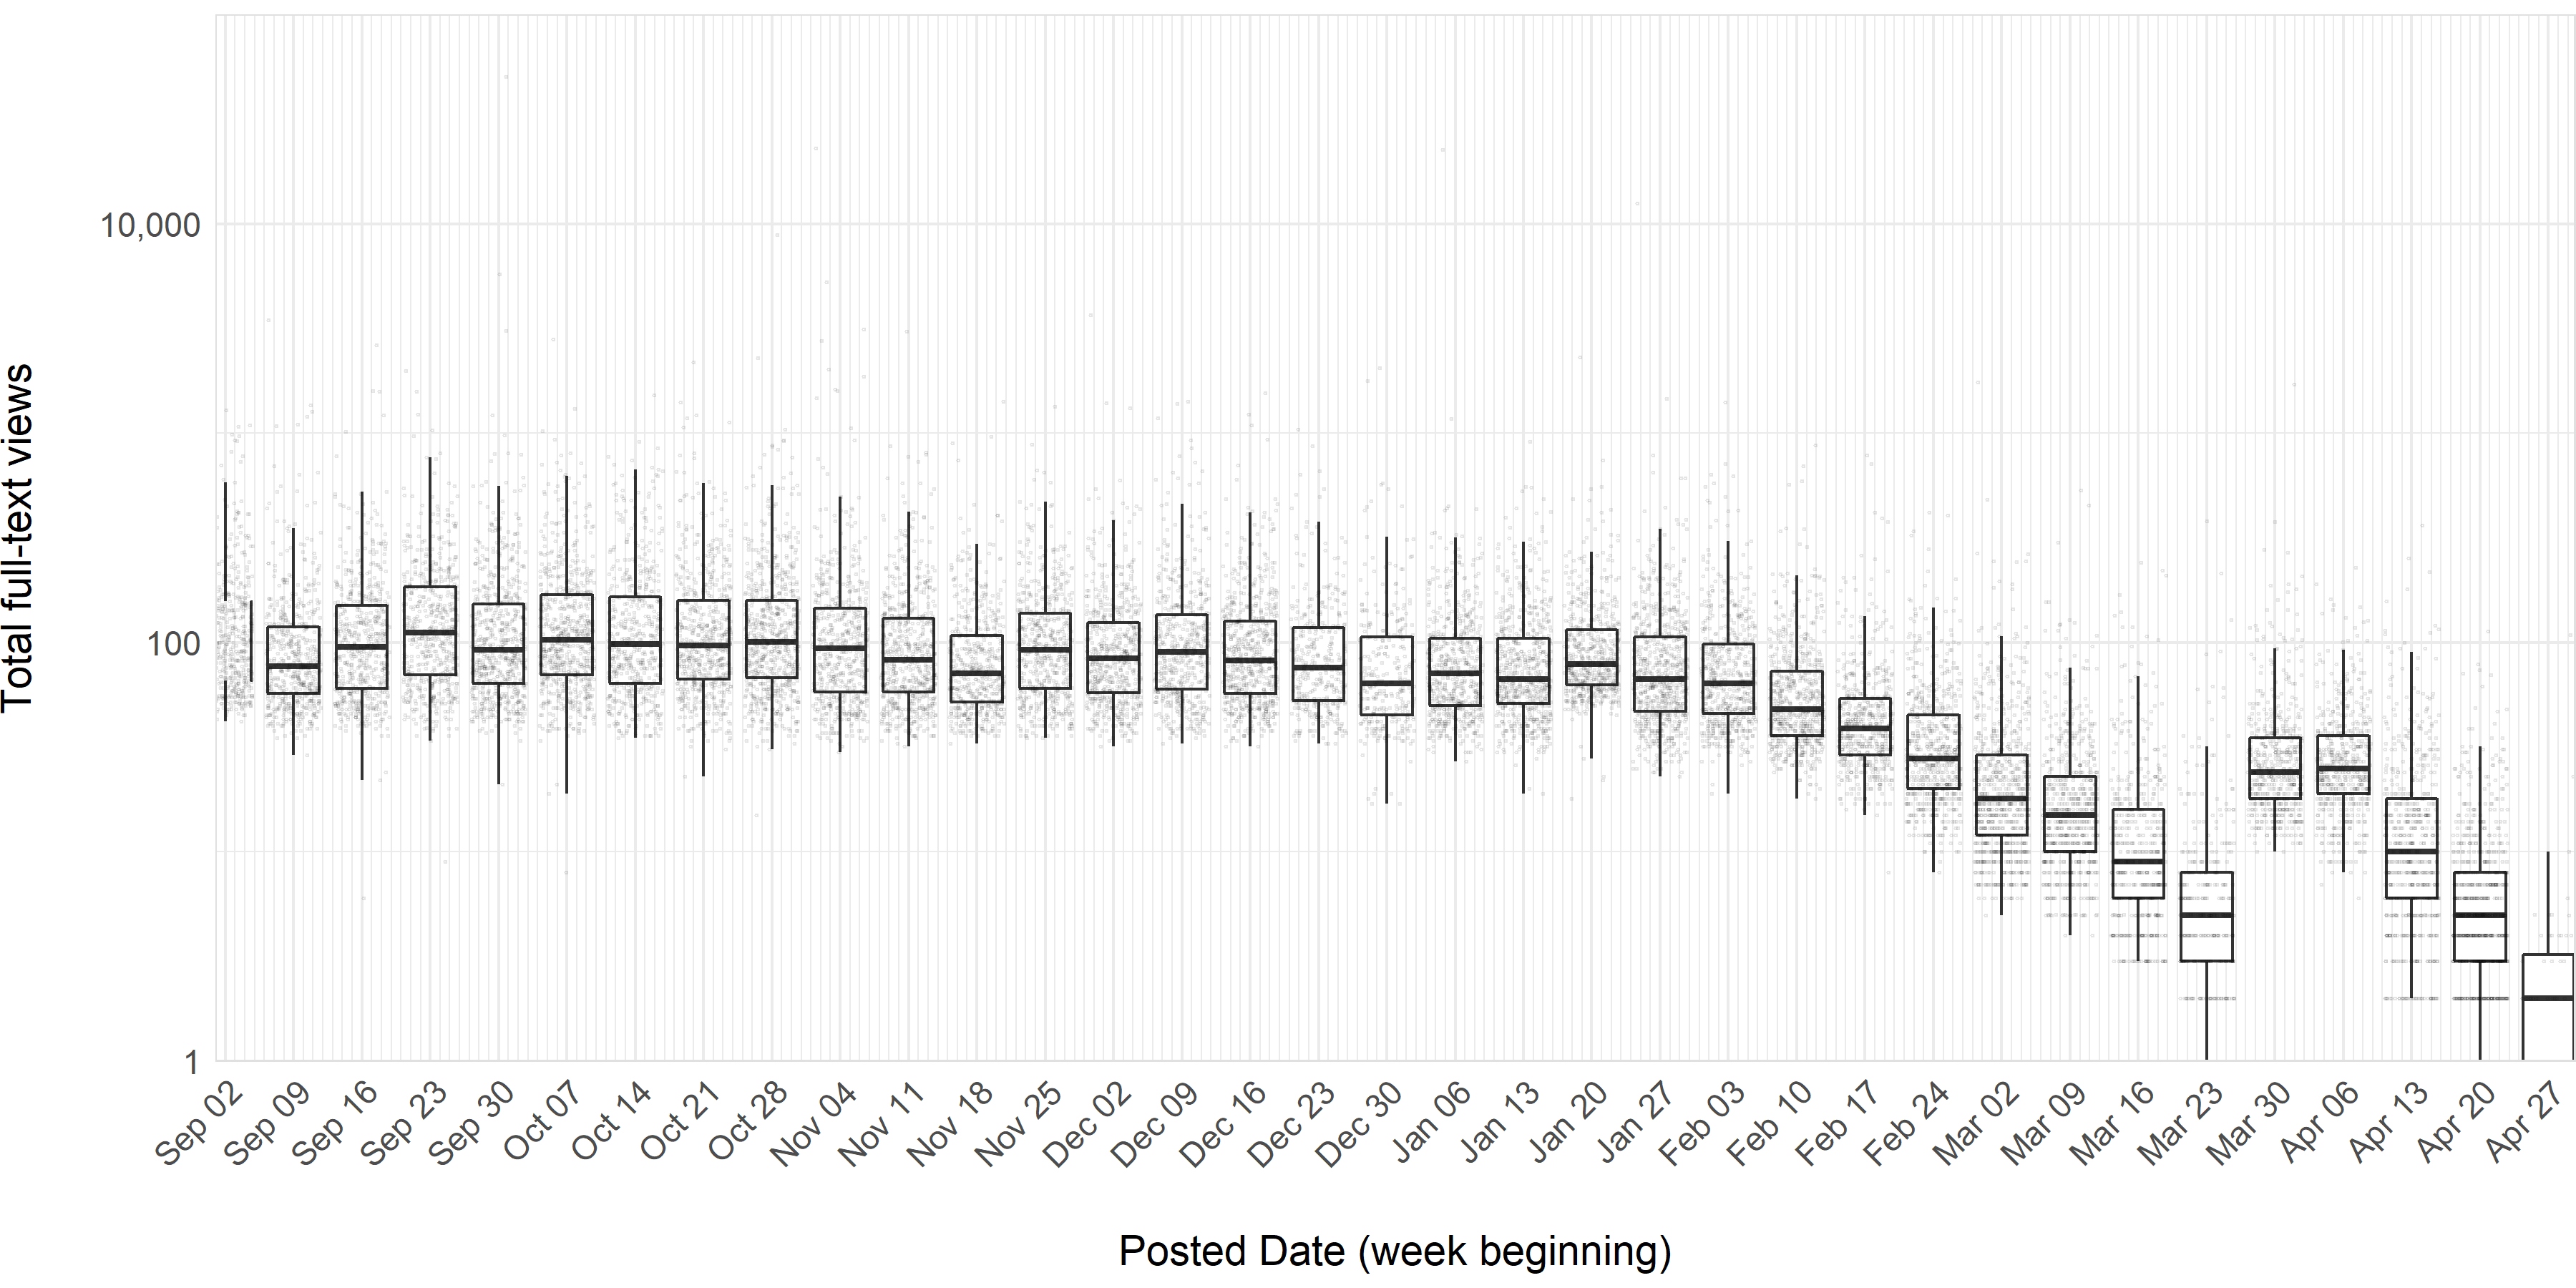 Total full-text views
10,000
100
1
Sep 02
Sep 09
Sep 16
Sep 23
Sep 30
Oct 07
Oct 14
Oct 21
Oct 28
Nov 04
Nov 11
Nov 18
Nov 25
Dec 02
Dec 09
Dec 16
Dec 23
Dec 30
Jan 06
Jan 13
Jan 20
Jan 27
Feb 03
Feb 10
Feb 17
Feb 24
Mar 02
Mar 09
Mar 16
Mar 23
Mar 30
Apr 06
Apr 13
Apr 20
Apr 27
Posted Date (week beginning)